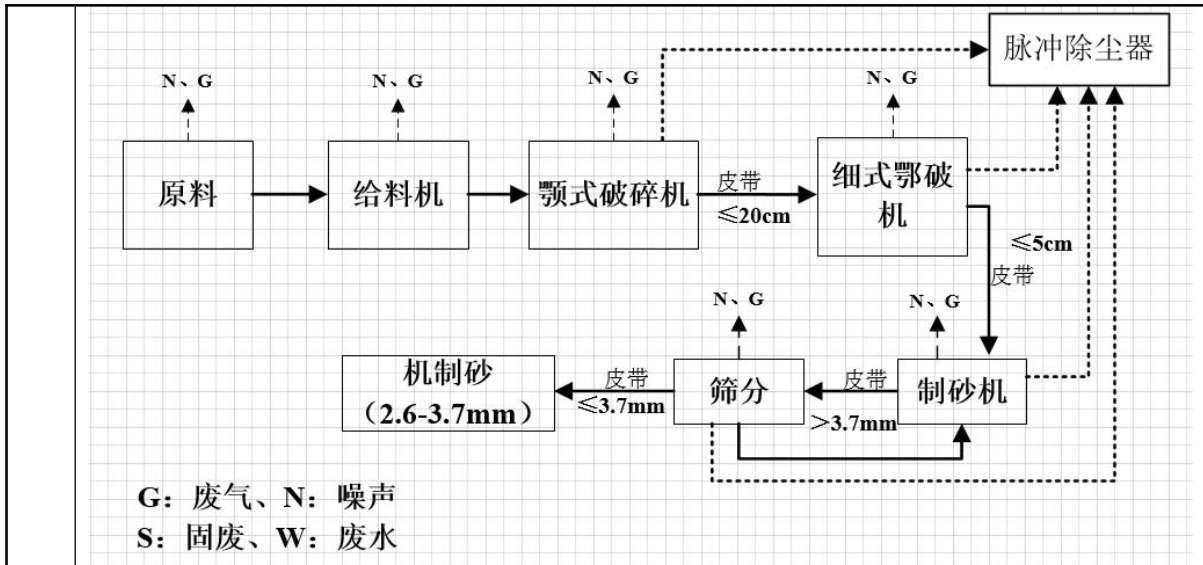 脉冲除尘器
N、G
N、G
N、G
N、G
原料
给料机
颚式破碎机
皮带
≤20cm
细式鄂破
机
≤5cm
皮带
N、G
N、G
机制砂
（2.6-3.7mm）
皮带
≤3.7mm
筛分
皮带
＞3.7mm
制砂机
G：废气、N：噪声
S：固废、W：废水